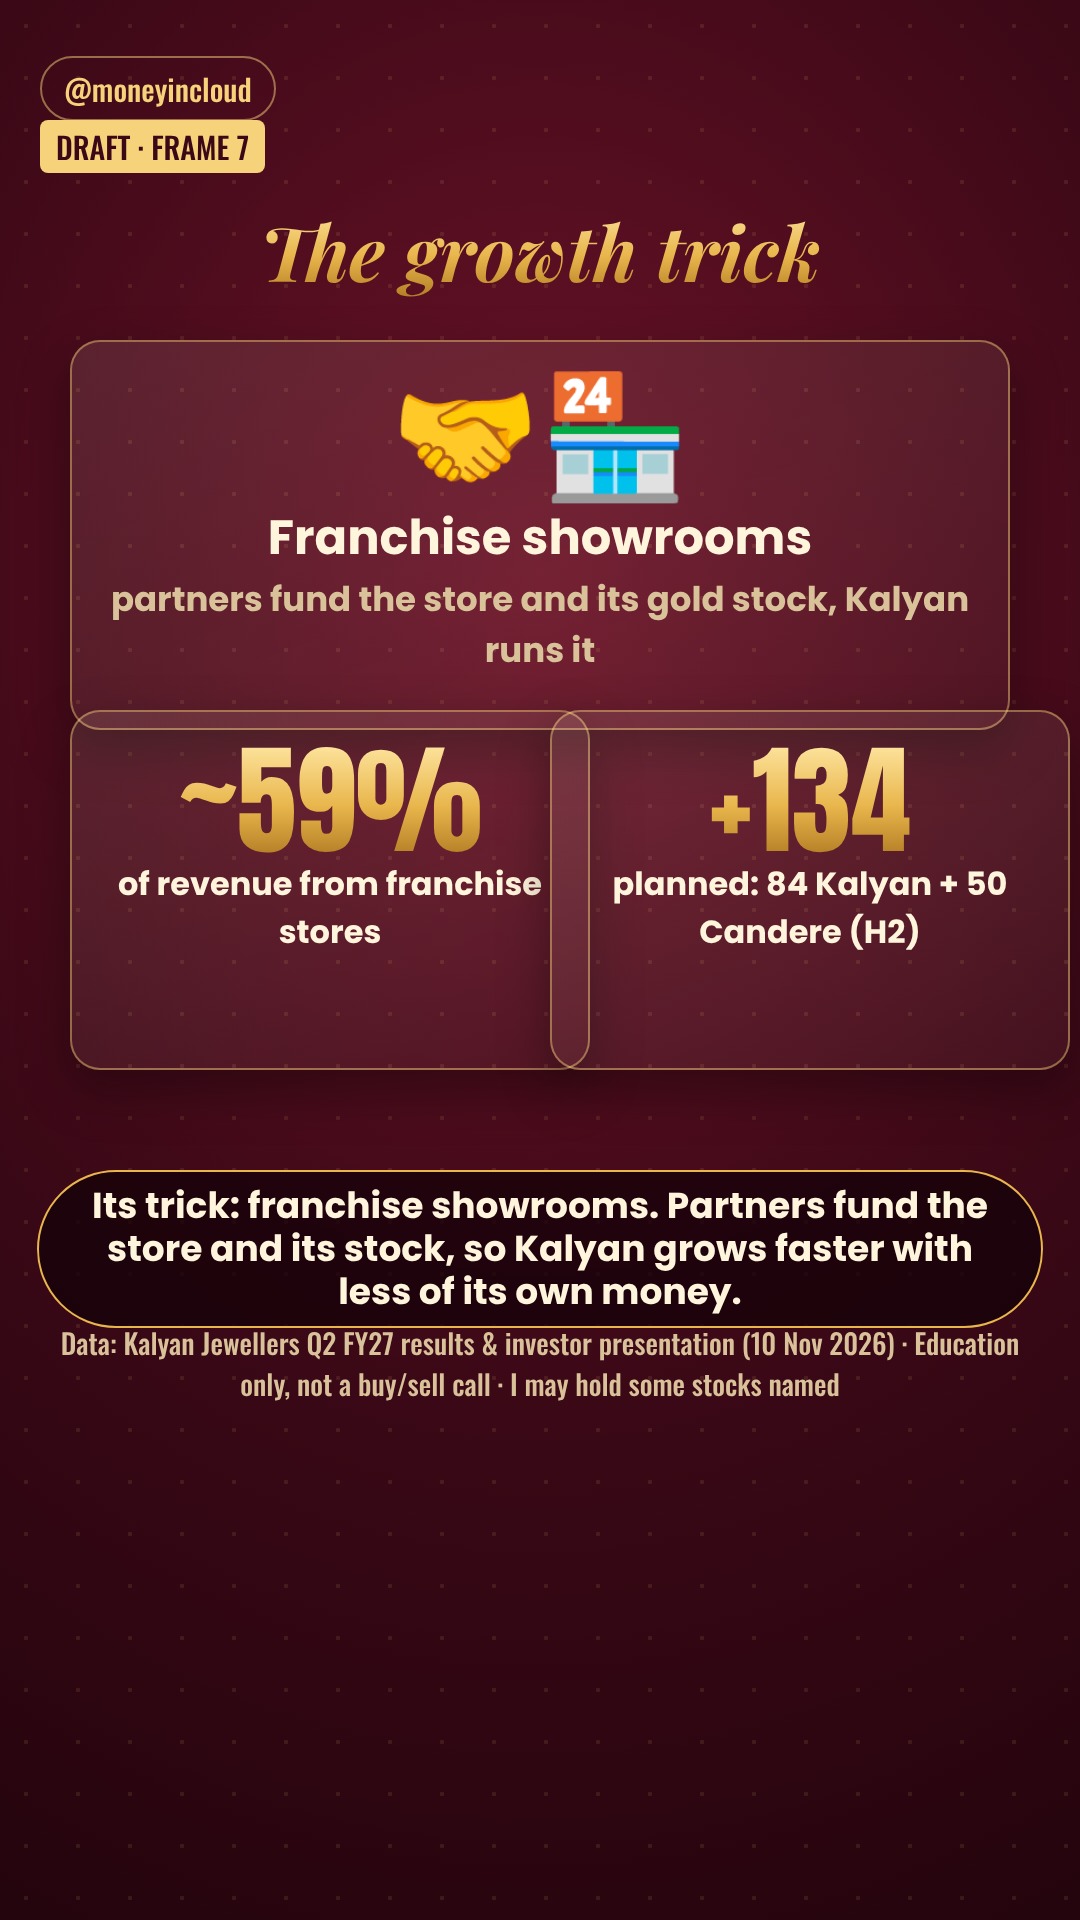 @moneyincloud
DRAFT · FRAME 7
The growth trick
24
Franchise showrooms
partners fund the store and its gold stock, Kalyan
runs it
~59%
of revenue from franchise
stores
+134
planned: 84 Kalyan + 50
Candere (H2)
Its trick: franchise showrooms. Partners fund the
store and its stock, so Kalyan grows faster with
less of its own money.
Data: Kalyan Jewellers Q2 FY27 results & investor presentation (10 Nov 2026) · Education
only, not a buy/sell call · I may hold some stocks named